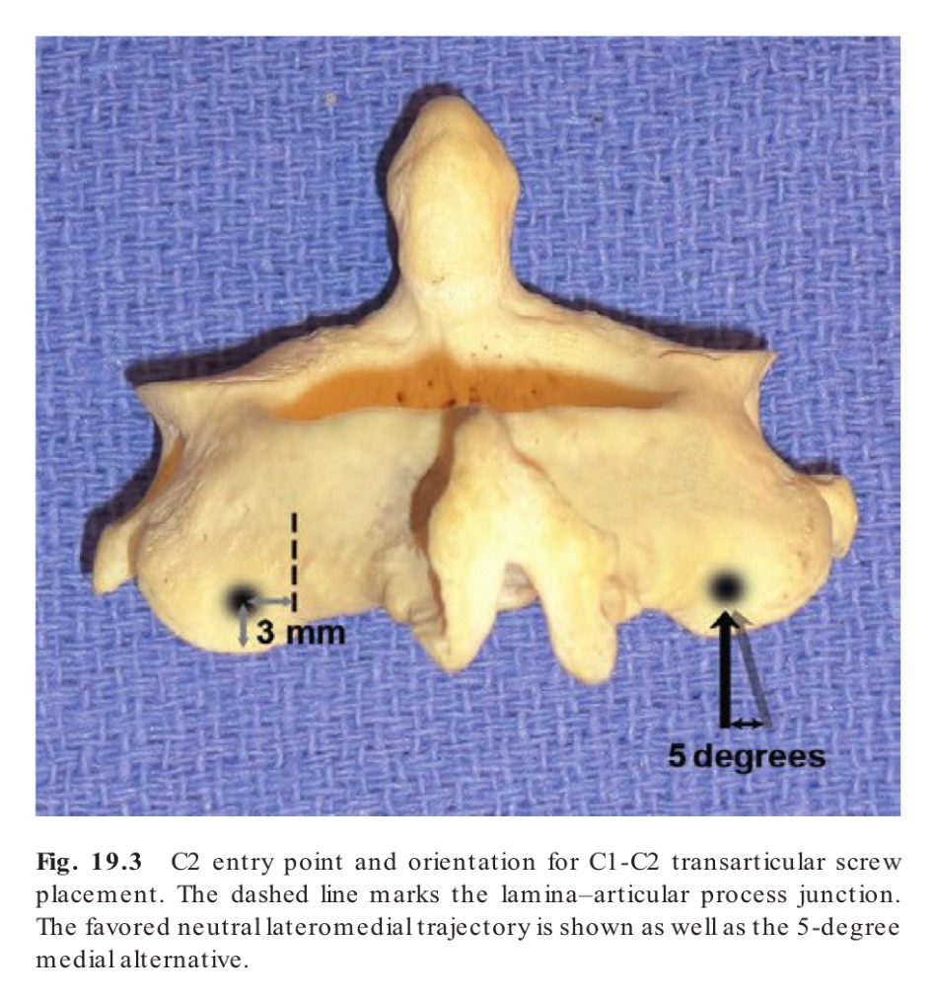 3 mm
5 degrees
Fig. 19.3 C2 entry point and orientation for C1-C2 transarticular screw
placement. The dashed line marks the lamina–articular process junction.
The favored neutral lateromedial trajectory is shown as well as the 5-degree
medial alternative.